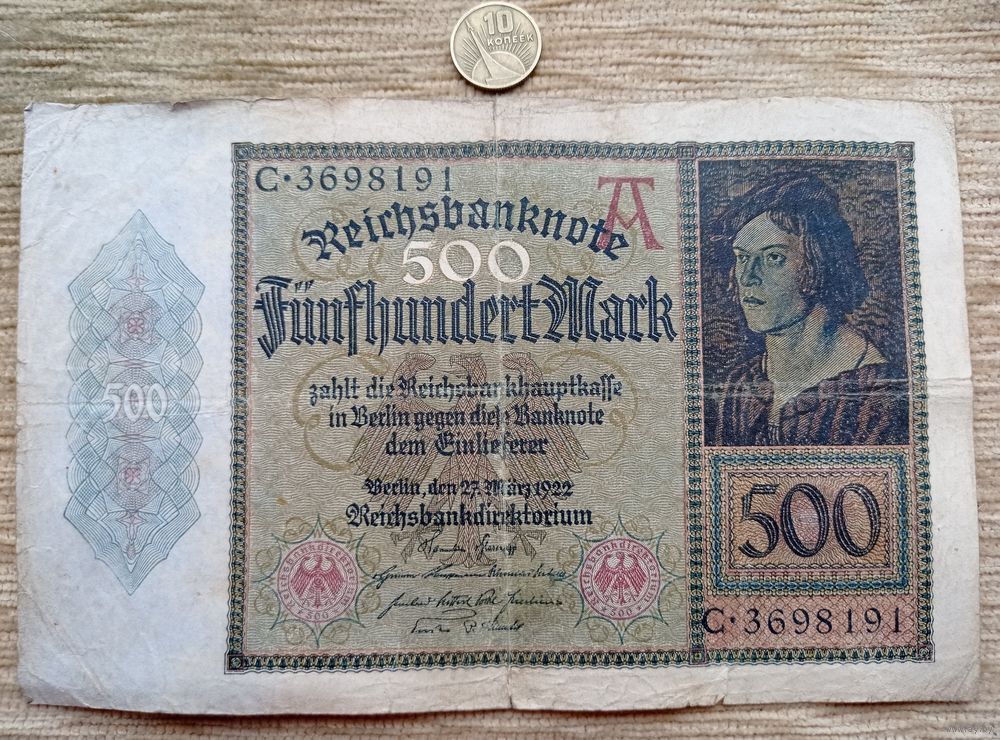 10
КОПЕЕК
C·3698191
A
Reichsbanknote
500
Fünfhundert Mark
zahlt die Reichsbankhauptkasse
in Berlin gegen diese Banknote
dem Einlieferer
Berlin, den 27. März 1922
Reichsbankdirektorium
500
500
C·3698191